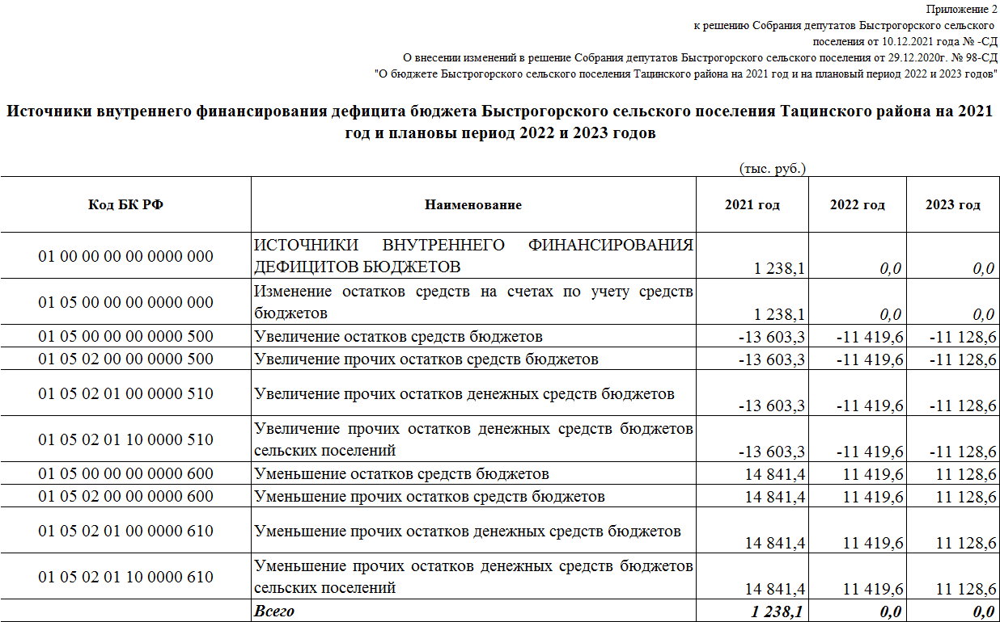 Приложение 2
к решению Собрания депутатов Быстрогорского сельского
поселения от 10.12.2021 года № -СД
О внесении изменений в решение Собрания депутатов Быстрогорского сельского поселения от 29.12.2020г. № 98-СД
"О бюджете Быстрогорского сельского поселения Тацинского района на 2021 год и на плановый период 2022 и 2023 годов"
Источники внутреннего финансирования дефицита бюджета Быстрогорского сельского поселения Тацинского района на 2021
год и плановы период 2022 и 2023 годов
(тыс. руб.)
Код БК РФ Наименование 2021 год 2022 год 2023 год
ИСТОЧНИКИ ВНУТРЕННЕГО ФИНАНСИРОВАНИЯ
01 00 00 00 00 0000 000
ДЕФИЦИТОВ БЮДЖЕТОВ 1 238,1 0,0 0,0
Изменение остатков средств на счетах по учету средств
01 05 00 00 00 0000 000
бюджетов 1 238,1 0,0 0,0
01 05 00 00 00 0000 500 Увеличение остатков средств бюджетов -13 603,3 -11 419,6 -11 128,6
01 05 02 00 00 0000 500 Увеличение прочих остатков средств бюджетов -13 603,3 -11 419,6 -11 128,6
01 05 02 01 00 0000 510 Увеличение прочих остатков денежных средств бюджетов -13 603,3 -11 419,6 -11 128,6
Увеличение прочих остатков денежных средств бюджетов
01 05 02 01 10 0000 510
сельских поселений -13 603,3 -11 419,6 -11 128,6
01 05 00 00 00 0000 600 Уменьшение остатков средств бюджетов 14 841,4 11 419,6 11 128,6
01 05 02 00 00 0000 600 Уменьшение прочих остатков средств бюджетов 14 841,4 11 419,6 11 128,6
01 05 02 01 00 0000 610 Уменьшение прочих остатков денежных средств бюджетов 14 841,4 11 419,6 11 128,6
Уменьшение прочих остатков денежных средств бюджетов
01 05 02 01 10 0000 610
сельских поселений 14 841,4 11 419,6 11 128,6
Всего 1 238,1 0,0 0,0